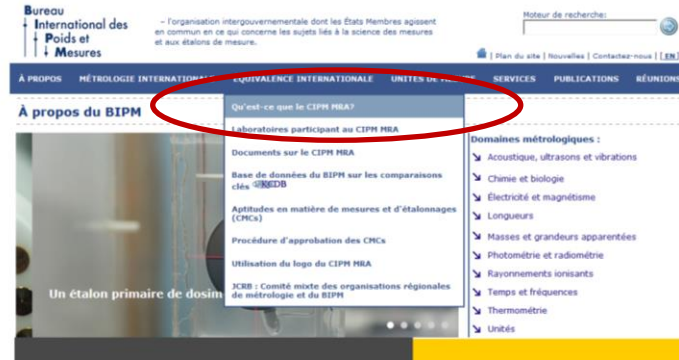 Bureau
International des
Poids et
Mesures
– l'organisation intergouvernementale dont les États Membres agissent
en commun en ce qui concerne les sujets liés à la science des mesures
et aux étalons de mesure.
Moteur de recherche:
| Plan du site | Nouvelles | Contactez-nous | [ EN ]
À PROPOS MÉTROLOGIE INTERNATIONALE ÉQUIVALENCE INTERNATIONALE UNITÉS DE SERVICES PUBLICATIONS RÉUNIONS
À propos du BIPM
Qu'est-ce que le CIPM MRA?
Laboratoires participant au CIPM MRA
Documents sur le CIPM MRA
Base de données du BIPM sur les comparaisons
clés KCDB
Aptitudes en matière de mesures et d'étalonnages
(CMCs)
Procédure d'approbation des CMCs
Utilisation du logo du CIPM MRA
JCRB : Comité mixte des organisations régionales
de métrologie et du BIPM
Un étalon primaire de dosim
Domaines métrologiques :
Acoustique, ultrasons et vibrations
Chimie et biologie
Électricité et magnétisme
Longueurs
Masses et grandeurs apparentées
Photométrie et radiométrie
Rayonnements ionisants
Temps et fréquences
Thermométrie
Unités